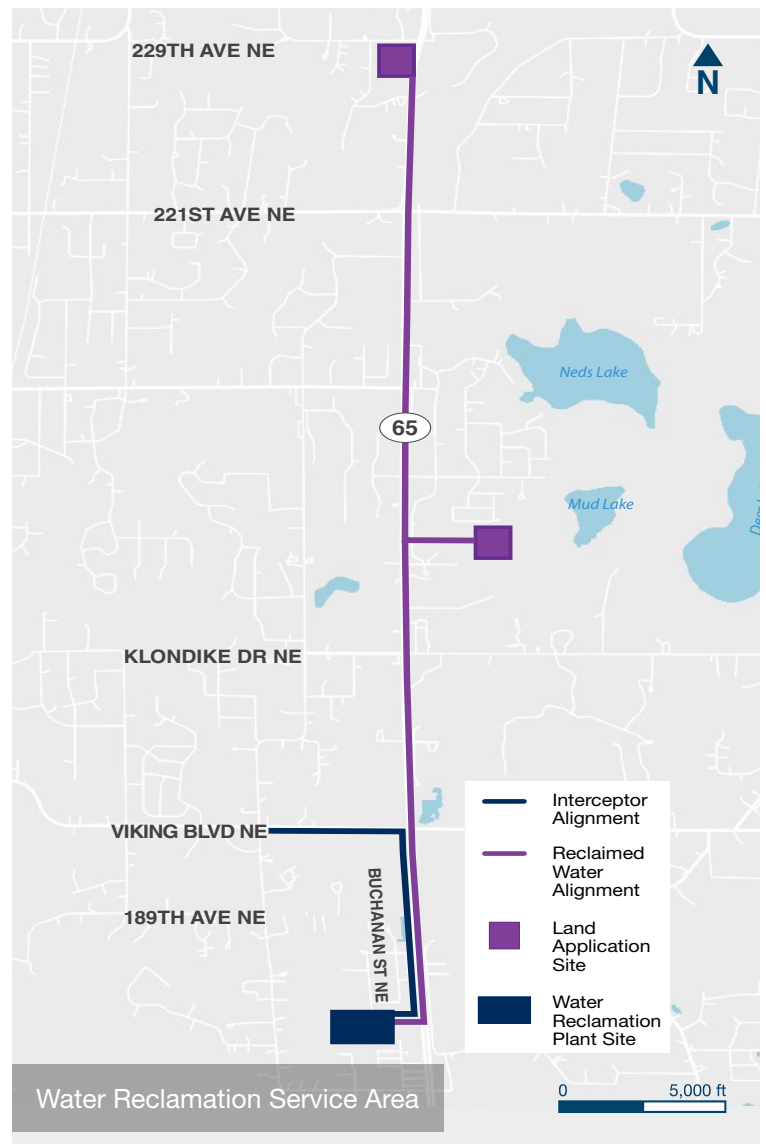 229TH AVE NE
N
221ST AVE NE
Neds Lake
65
Mud Lake
KLONDIKE DR NE
Interceptor
Alignment
VIKING BLVD NE
Reclaimed
Water
Alignment
BUCHANAN ST NE
189TH AVE NE
Land
Application
Site
Water
Reclamation
Plant Site
Water Reclamation Service Area
0 5,000 ft